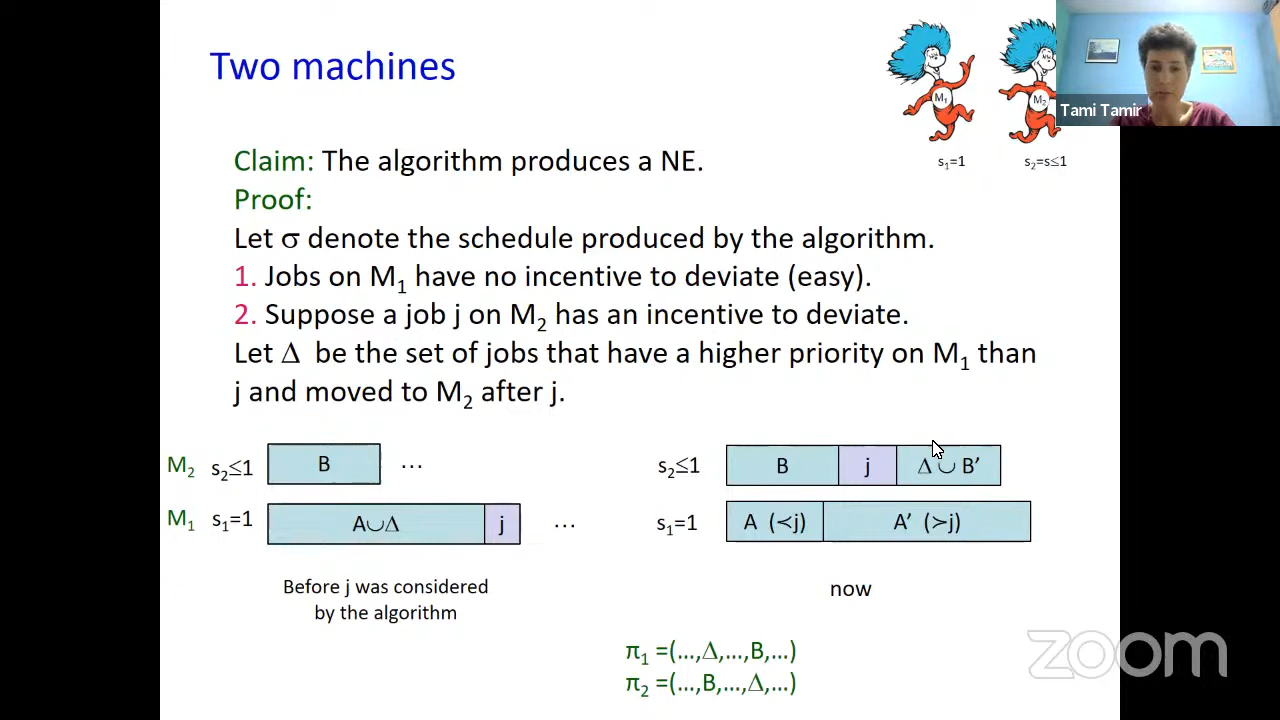 Two machines
M1
M2
Tami Tamir
s1=1
s2=s≤1
Claim: The algorithm produces a NE.
Proof:
Let σ denote the schedule produced by the algorithm.
1. Jobs on M1 have no incentive to deviate (easy).
2. Suppose a job j on M2 has an incentive to deviate.
Let Δ be the set of jobs that have a higher priority on M1 than
j and moved to M2 after j.
M2 s2≤1 B ...
M1 s1=1 A∪Δ j ...
Before j was considered
by the algorithm
s2≤1 B j Δ ∪ B’
s1=1 A (≺j) A’ (≻j)
now
π1 =(...,Δ,...,B,...)
π2 =(...,B,...,Δ,...)
zoom